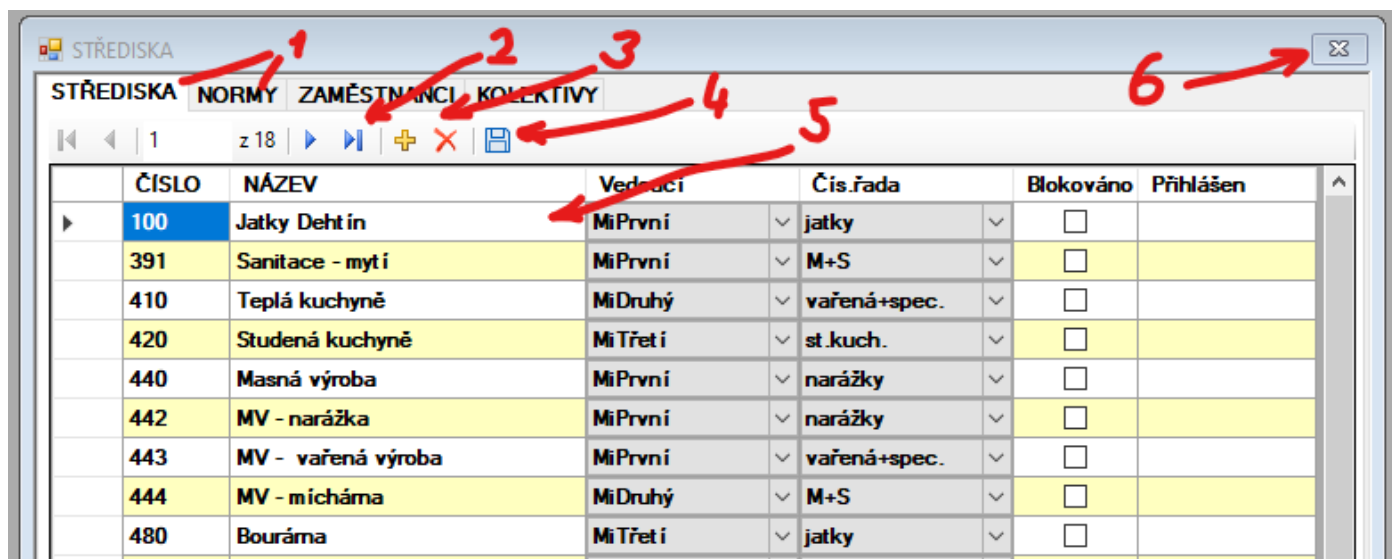 STŘEDISKA
1 2 3 4 5 6
STŘEDISKA NORMY ZAMĚSTNANCI KOLEKTIVY
1 z 18
ČÍSLO NÁZEV Vedoucí Čís.řada Blokováno Přihlášen
100 Jatky Dehtín MiPrvní jatky
391 Sanitace - mytí MiPrvní M+S
410 Teplá kuchyně MiDruhý vařená+spec.
420 Studená kuchyně MiTřetí st.kuch.
440 Masná výroba MiPrvní narážky
442 MV - narážka MiPrvní narážky
443 MV - vařená výroba MiPrvní vařená+spec.
444 MV - míchárna MiDruhý M+S
480 Bourárna MiTřetí jatky